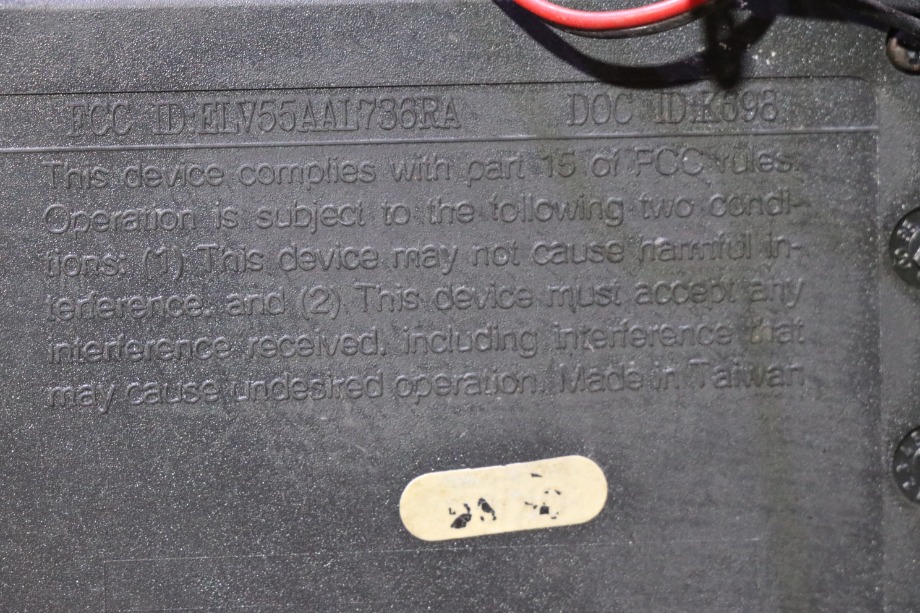 FCC ID:ELV55AAL736RA DOC ID:K698
This device complies with part 15 of FCC rules.
Operation is subject to the following two condi-
tions: (1) This device may not cause harmful in-
terference, and (2) This device must accept any
interference received, including interference that
may cause undesired operation. Made in Taiwan